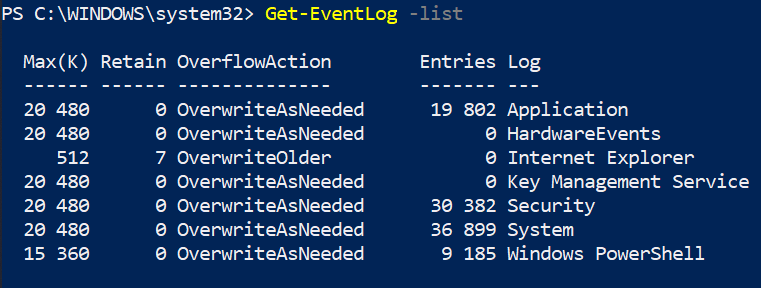 PS C:\WINDOWS\system32> Get-EventLog -list
Max(K) Retain OverflowAction Entries Log
------ ------ -------------- ------- ---
20 480 0 OverwriteAsNeeded 19 802 Application
20 480 0 OverwriteAsNeeded 0 HardwareEvents
512 7 OverwriteOlder 0 Internet Explorer
20 480 0 OverwriteAsNeeded 0 Key Management Service
20 480 0 OverwriteAsNeeded 30 382 Security
20 480 0 OverwriteAsNeeded 36 899 System
15 360 0 OverwriteAsNeeded 9 185 Windows PowerShell